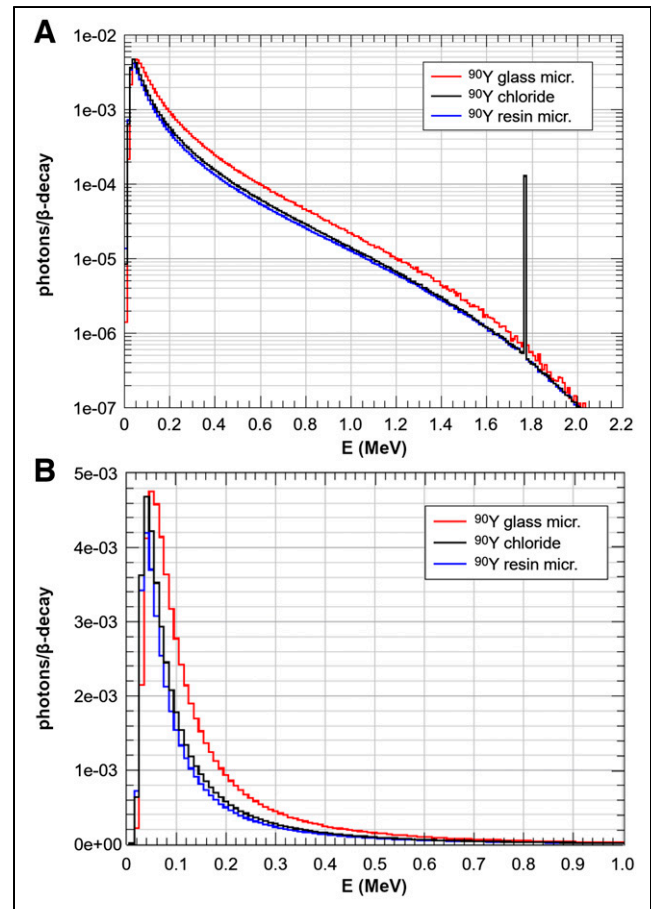 A
1e-02
1e-03
1e-04
1e-05
1e-06
1e-07
photons/β-decay
90Y glass micr.
90Y chloride
90Y resin micr.
0 0.2 0.4 0.6 0.8 1.0 1.2 1.4 1.6 1.8 2.0 2.2
E (MeV)
B
5e-03
4e-03
3e-03
2e-03
1e-03
0e+00
photons/β-decay
90Y glass micr.
90Y chloride
90Y resin micr.
0 0.1 0.2 0.3 0.4 0.5 0.6 0.7 0.8 0.9 1.0
E (MeV)